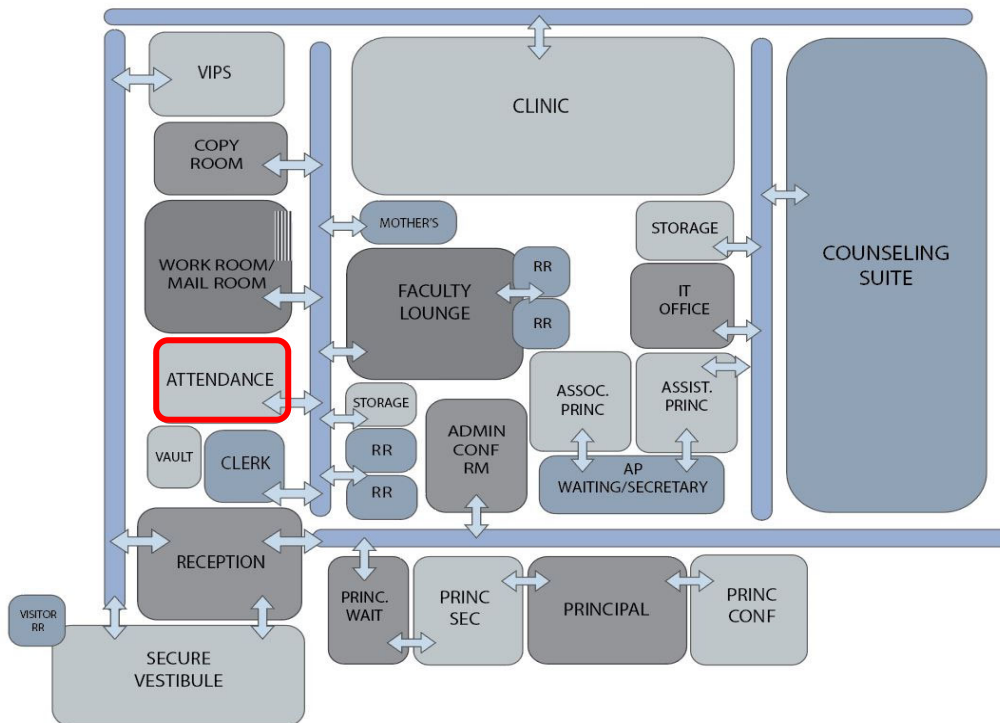 VIPS
CLINIC
COPY
ROOM
MOTHER'S
STORAGE
COUNSELING
SUITE
WORK ROOM/
MAIL ROOM
FACULTY
LOUNGE
RR
RR
IT
OFFICE
ATTENDANCE
STORAGE
ASSOC.
PRINC
ASSIST.
PRINC
VAULT
CLERK
RR
RR
ADMIN
CONF
RM
AP
WAITING/SECRETARY
RECEPTION
PRINC.
WAIT
PRINC
SEC
PRINCIPAL
PRINC
CONF
VISITOR
RR
SECURE
VESTIBULE